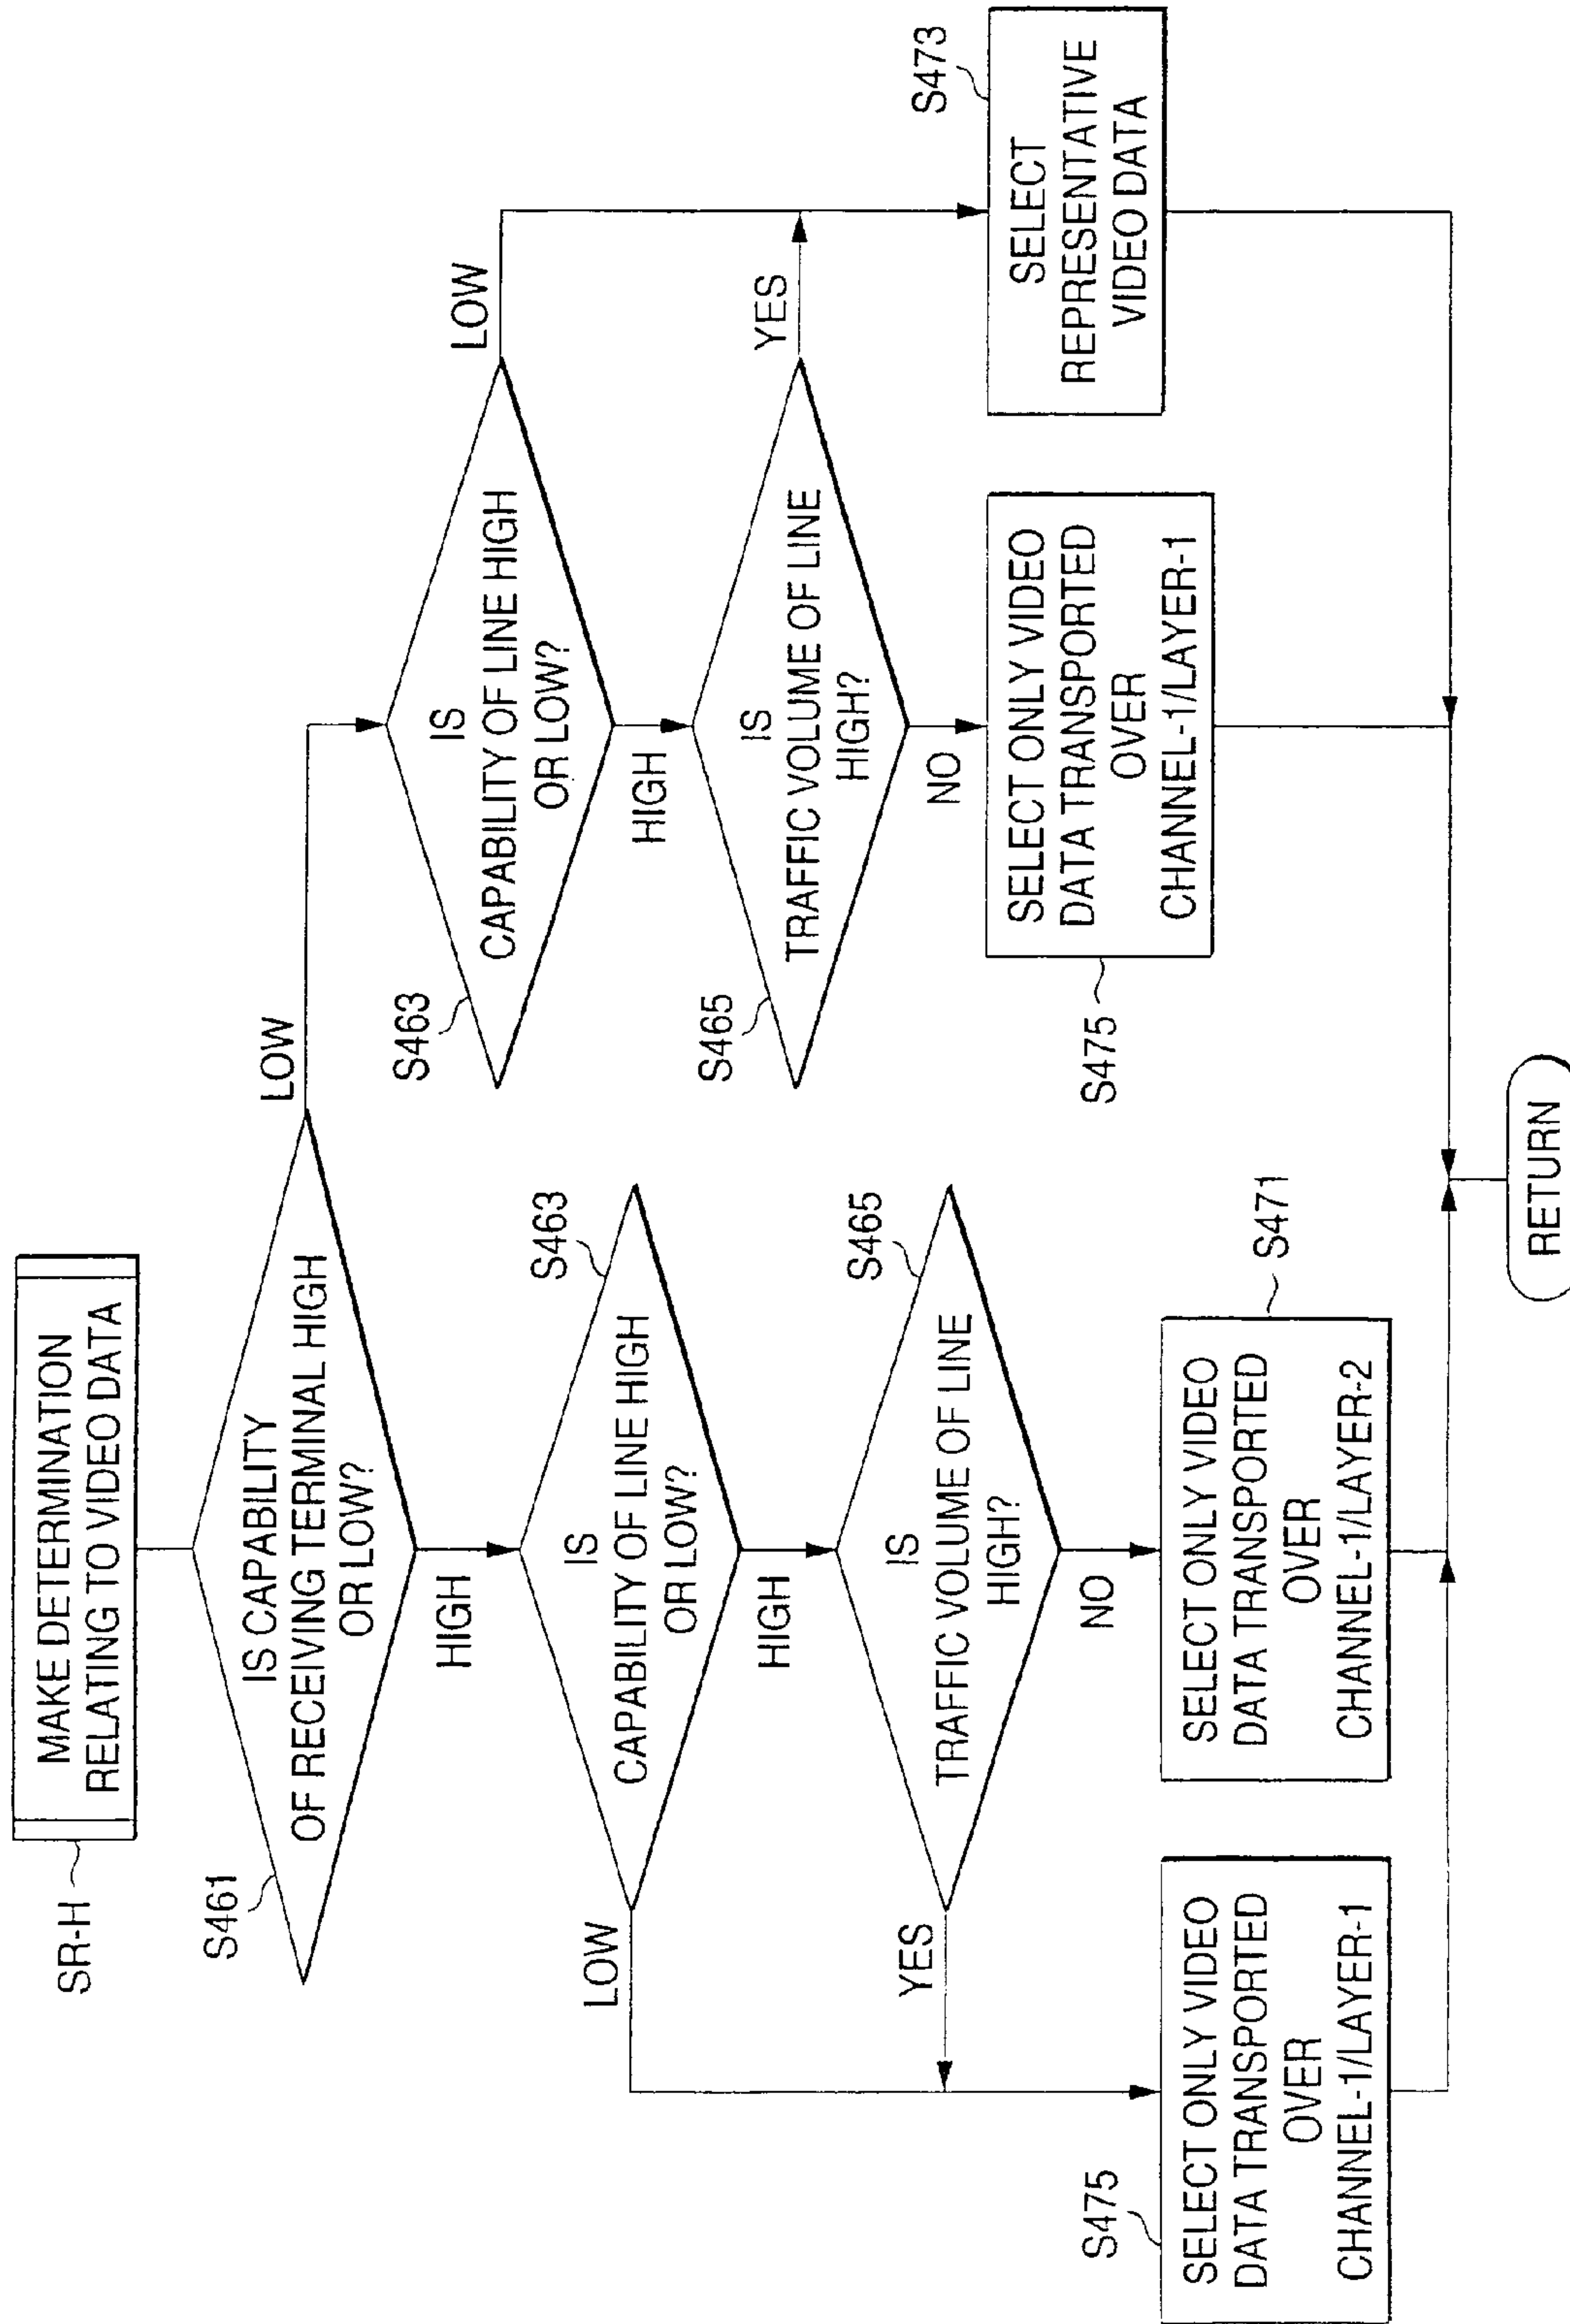 SR-H
MAKE DETERMINATION
RELATING TO VIDEO DATA
S461
IS CAPABILITY
OF RECEIVING TERMINAL HIGH
OR LOW?
LOW
HIGH
S463
IS
CAPABILITY OF LINE HIGH
OR LOW?
LOW
HIGH
S465
IS
TRAFFIC VOLUME OF LINE
HIGH?
YES
NO
S475
SELECT ONLY VIDEO
DATA TRANSPORTED
OVER
CHANNEL-1/LAYER-1
S471
SELECT ONLY VIDEO
DATA TRANSPORTED
OVER
CHANNEL-1/LAYER-2
S463
IS
CAPABILITY OF LINE HIGH
OR LOW?
LOW
HIGH
S465
IS
TRAFFIC VOLUME OF LINE
HIGH?
YES
NO
S475
SELECT ONLY VIDEO
DATA TRANSPORTED
OVER
CHANNEL-1/LAYER-1
S473
SELECT
REPRESENTATIVE
VIDEO DATA
RETURN